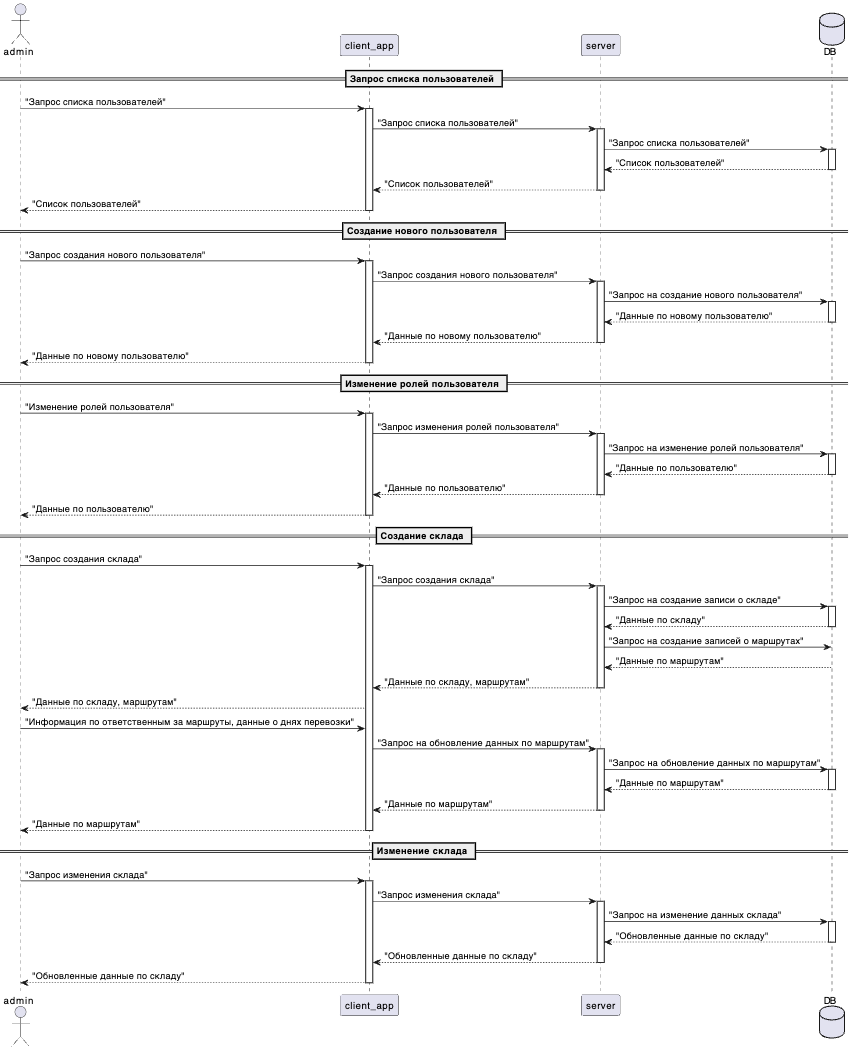 admin
client_app
server
DB
Запрос списка пользователей
"Запрос списка пользователей"
"Запрос списка пользователей"
"Запрос списка пользователей"
"Список пользователей"
"Список пользователей"
"Список пользователей"
Создание нового пользователя
"Запрос создания нового пользователя"
"Запрос создания нового пользователя"
"Запрос на создание нового пользователя"
"Данные по новому пользователю"
"Данные по новому пользователю"
"Данные по новому пользователю"
Изменение ролей пользователя
"Изменение ролей пользователя"
"Запрос изменения ролей пользователя"
"Запрос на изменение ролей пользователя"
"Данные по пользователю"
"Данные по пользователю"
"Данные по пользователю"
Создание склада
"Запрос создания склада"
"Запрос создания склада"
"Запрос на создание записи о складе"
"Данные по складу"
"Запрос на создание записей о маршрутах"
"Данные по маршрутам"
"Данные по складу, маршрутам"
"Данные по складу, маршрутам"
"Информация по ответственным за маршруты, данные о днях перевозки"
"Запрос на обновление данных по маршрутам"
"Запрос на обновление данных по маршрутам"
"Данные по маршрутам"
"Данные по маршрутам"
"Данные по маршрутам"
Изменение склада
"Запрос изменения склада"
"Запрос изменения склада"
"Запрос на изменение данных склада"
"Обновленные данные по складу"
"Обновленные данные по складу"
"Обновленные данные по складу"
admin
client_app
server
DB